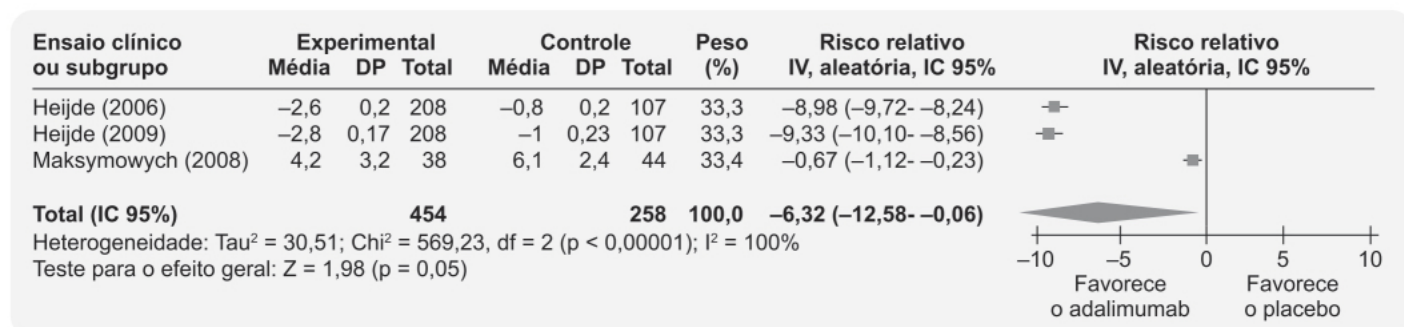 Ensaio clínico Experimental Controle Peso Risco relativo Risco relativo
ou subgrupo Média DP Total Média DP Total (%) IV, aleatória, IC 95% IV, aleatória, IC 95%
Heijde (2006) –2,6 0,2 208 –0,8 0,2 107 33,3 –8,98 (–9,72- –8,24)
Heijde (2009) –2,8 0,17 208 –1 0,23 107 33,3 –9,33 (–10,10- –8,56)
Maksymowych (2008) 4,2 3,2 38 6,1 2,4 44 33,4 –0,67 (–1,12- –0,23)
Total (IC 95%) 454 258 100,0 –6,32 (–12,58- –0,06)
Heterogeneidade: Tau² = 30,51; Chi² = 569,23, df = 2 (p < 0,00001); I² = 100%
Teste para o efeito geral: Z = 1,98 (p = 0,05)
–10 –5 0 5 10
Favorece Favorece
o adalimumab o placebo